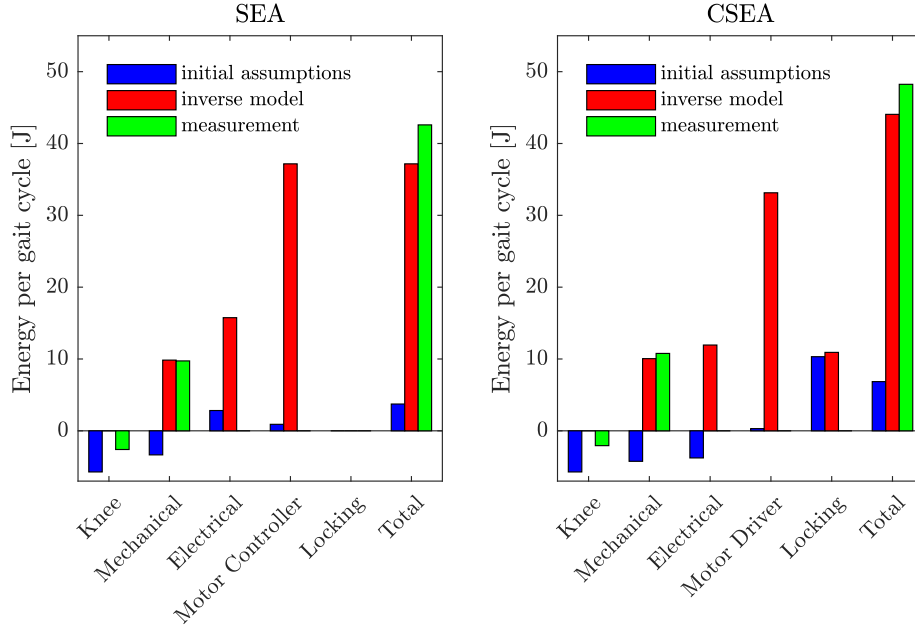 SEA
Energy per gait cycle [J]
50
40
30
20
10
0
initial assumptions
inverse model
measurement
Knee
Mechanical
Electrical
Motor Controller
Locking
Total
CSEA
Energy per gait cycle [J]
50
40
30
20
10
0
initial assumptions
inverse model
measurement
Knee
Mechanical
Electrical
Motor Driver
Locking
Total